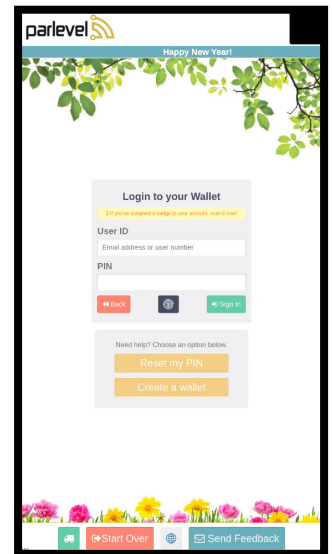 parlevel
Happy New Year!
Login to your Wallet
If you've assigned a badge to your account, scan it now!
User ID
Email address or user number
PIN
Back
Sign In
Need help? Choose an option below.
Reset my PIN
Create a wallet
Start Over
Send Feedback